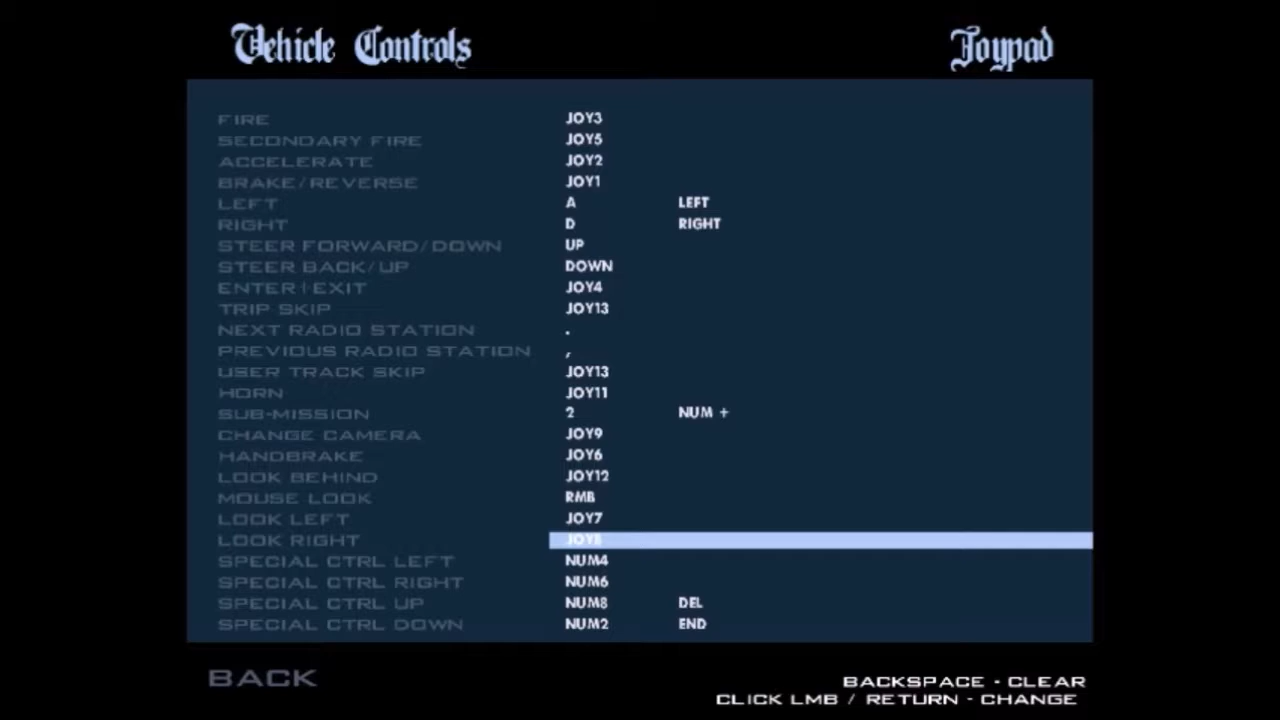 Vehicle Controls Joypad
FIRE JOY3
SECONDARY FIRE JOY5
ACCELERATE JOY2
BRAKE/REVERSE JOY1
LEFT A LEFT
RIGHT D RIGHT
STEER FORWARD/DOWN UP
STEER BACK/UP DOWN
ENTER+EXIT JOY4
TRIP SKIP JOY13
NEXT RADIO STATION .
PREVIOUS RADIO STATION ,
USER TRACK SKIP JOY13
HORN JOY11
SUB-MISSION 2 NUM +
CHANGE CAMERA JOY9
HANDBRAKE JOY6
LOOK BEHIND JOY12
MOUSE LOOK RMB
LOOK LEFT JOY7
LOOK RIGHT JOY8
SPECIAL CTRL LEFT NUM4
SPECIAL CTRL RIGHT NUM6
SPECIAL CTRL UP NUM8 DEL
SPECIAL CTRL DOWN NUM2 END
BACK
BACKSPACE - CLEAR
CLICK LMB / RETURN - CHANGE